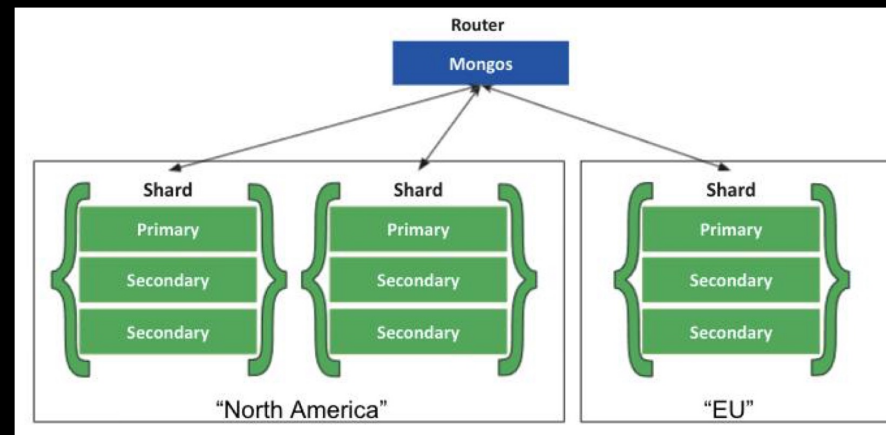 Router
Mongos
Shard
Primary
Secondary
Secondary
Shard
Primary
Secondary
Secondary
"North America"
Shard
Primary
Secondary
Secondary
"EU"